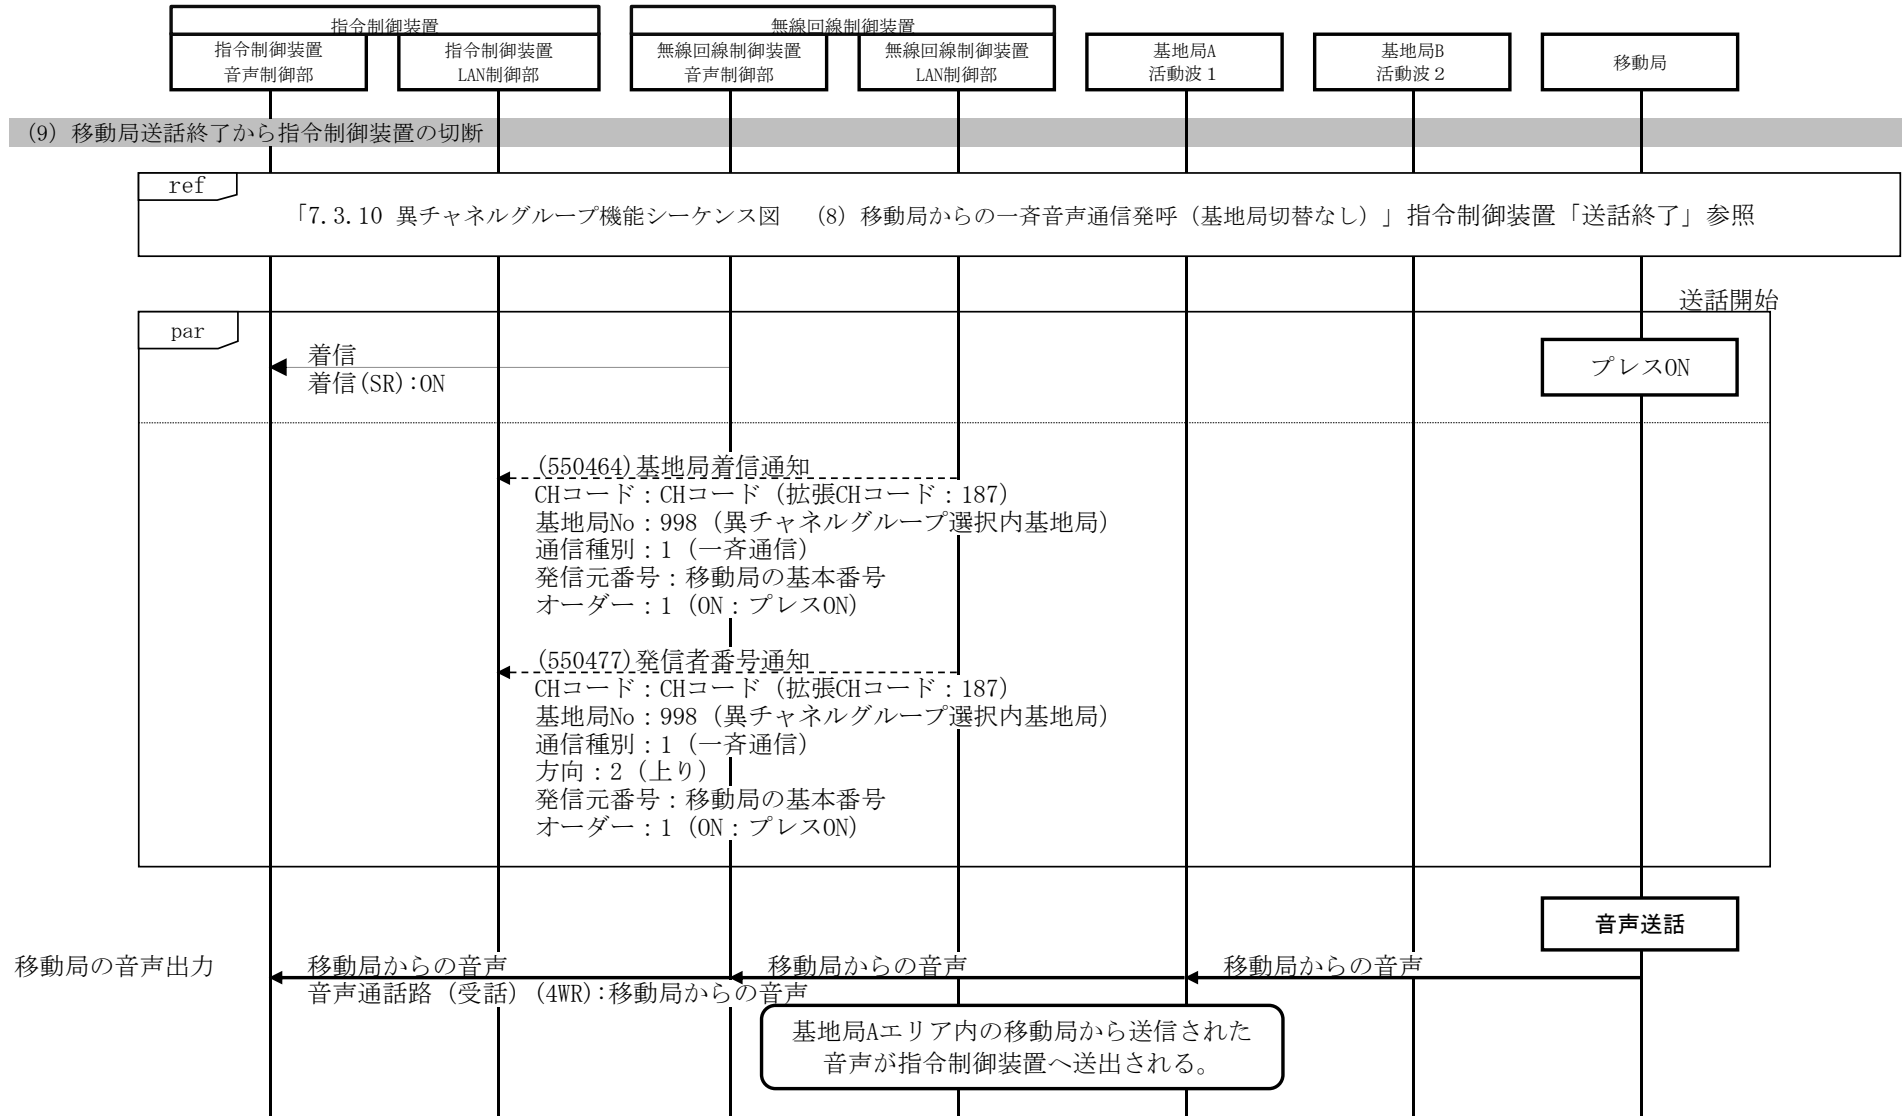 指令制御装置
無線回線制御装置
指令制御装置
音声制御部
指令制御装置
LAN制御部
無線回線制御装置
音声制御部
無線回線制御装置
LAN制御部
基地局A
活動波1
基地局B
活動波2
移動局
(9) 移動局送話終了から指令制御装置の切断
ref
「7.3.10 異チャネルグループ機能シーケンス図 (8) 移動局からの一斉音声通信発呼(基地局切替なし)」指令制御装置「送話終了」参照
送話開始
par
着信
着信(SR):ON
プレスON
(550464)基地局着信通知
CHコード:CHコード(拡張CHコード:187)
基地局No:998(異チャネルグループ選択内基地局)
通信種別:1(一斉通信)
発信元番号:移動局の基本番号
オーダー:1(ON:プレスON)
(550477)発信者番号通知
CHコード:CHコード(拡張CHコード:187)
基地局No:998(異チャネルグループ選択内基地局)
通信種別:1(一斉通信)
方向:2(上り)
発信元番号:移動局の基本番号
オーダー:1(ON:プレスON)
音声送話
移動局の音声出力
移動局からの音声
移動局からの音声
移動局からの音声
音声通話路(受話)(4WR):移動局からの音声
基地局Aエリア内の移動局から送信された
音声が指令制御装置へ送出される。